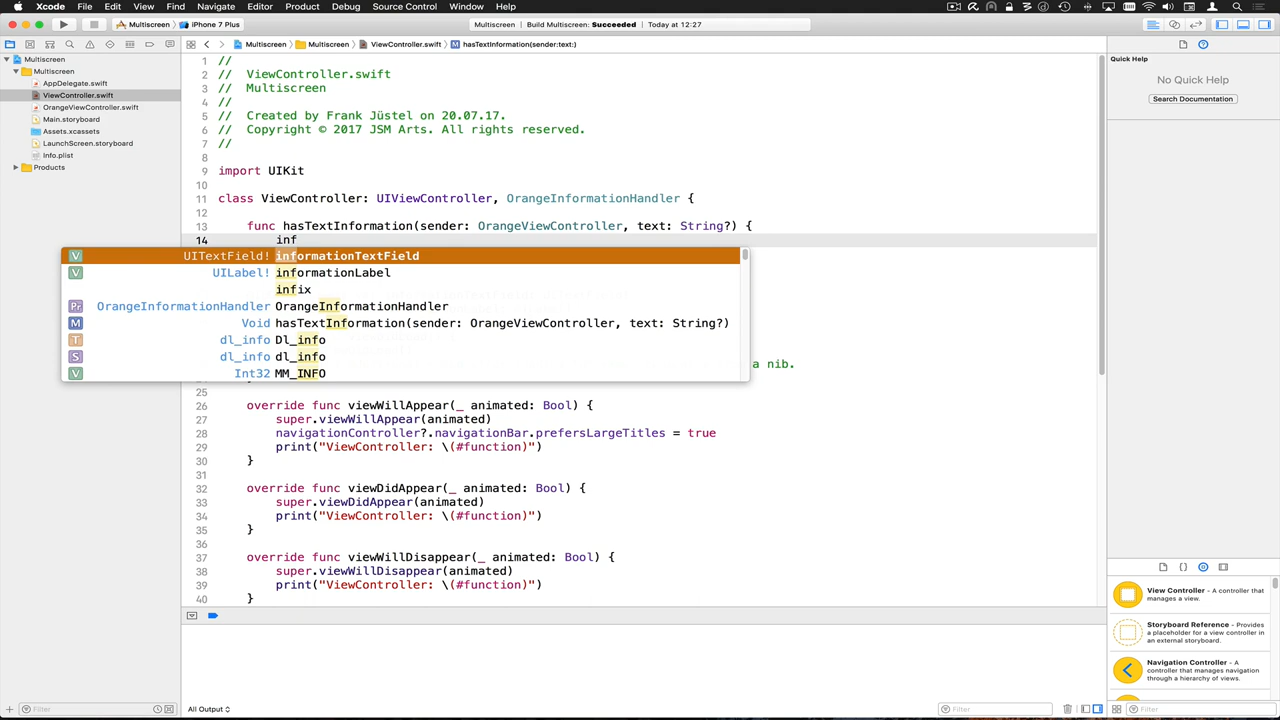 Xcode File Edit View Find Navigate Editor Product Debug Source Control Window Help
Multiscreen iPhone 7 Plus Multiscreen Build Multiscreen: Succeeded Today at 12:27
Multiscreen Multiscreen ViewController.swift M hasTextInformation(sender:text:)
Multiscreen
Multiscreen
AppDelegate.swift
ViewController.swift
OrangeViewController.swift
Main.storyboard
Assets.xcassets
LaunchScreen.storyboard
Info.plist
Products
Filter
1 //
2 // ViewController.swift
3 // Multiscreen
4 //
5 // Created by Frank Jüstel on 20.07.17.
6 // Copyright © 2017 JSM Arts. All rights reserved.
7 //
8
9 import UIKit
10
11 class ViewController: UIViewController, OrangeInformationHandler {
12
13 func hasTextInformation(sender: OrangeViewController, text: String?) {
14 inf
V UITextField! informationTextField
V UILabel! informationLabel
infix
Pr OrangeInformationHandler OrangeInformationHandler
M Void hasTextInformation(sender: OrangeViewController, text: String?)
T dl_info Dl_info
S dl_info dl_info
V Int32 MM_INFO
a nib.
25
26 override func viewWillAppear(_ animated: Bool) {
27 super.viewWillAppear(animated)
28 navigationController?.navigationBar.prefersLargeTitles = true
29 print("ViewController: \(#function)")
30 }
31
32 override func viewDidAppear(_ animated: Bool) {
33 super.viewDidAppear(animated)
34 print("ViewController: \(#function)")
35 }
36
37 override func viewWillDisappear(_ animated: Bool) {
38 super.viewWillDisappear(animated)
39 print("ViewController: \(#function)")
40 }
All Output
Filter
Quick Help
No Quick Help
Search Documentation
View Controller - A controller that
manages a view.
Storyboard Reference - Provides
a placeholder for a view controller in
an external storyboard.
Navigation Controller - A
controller that manages navigation
through a hierarchy of views.
Filter